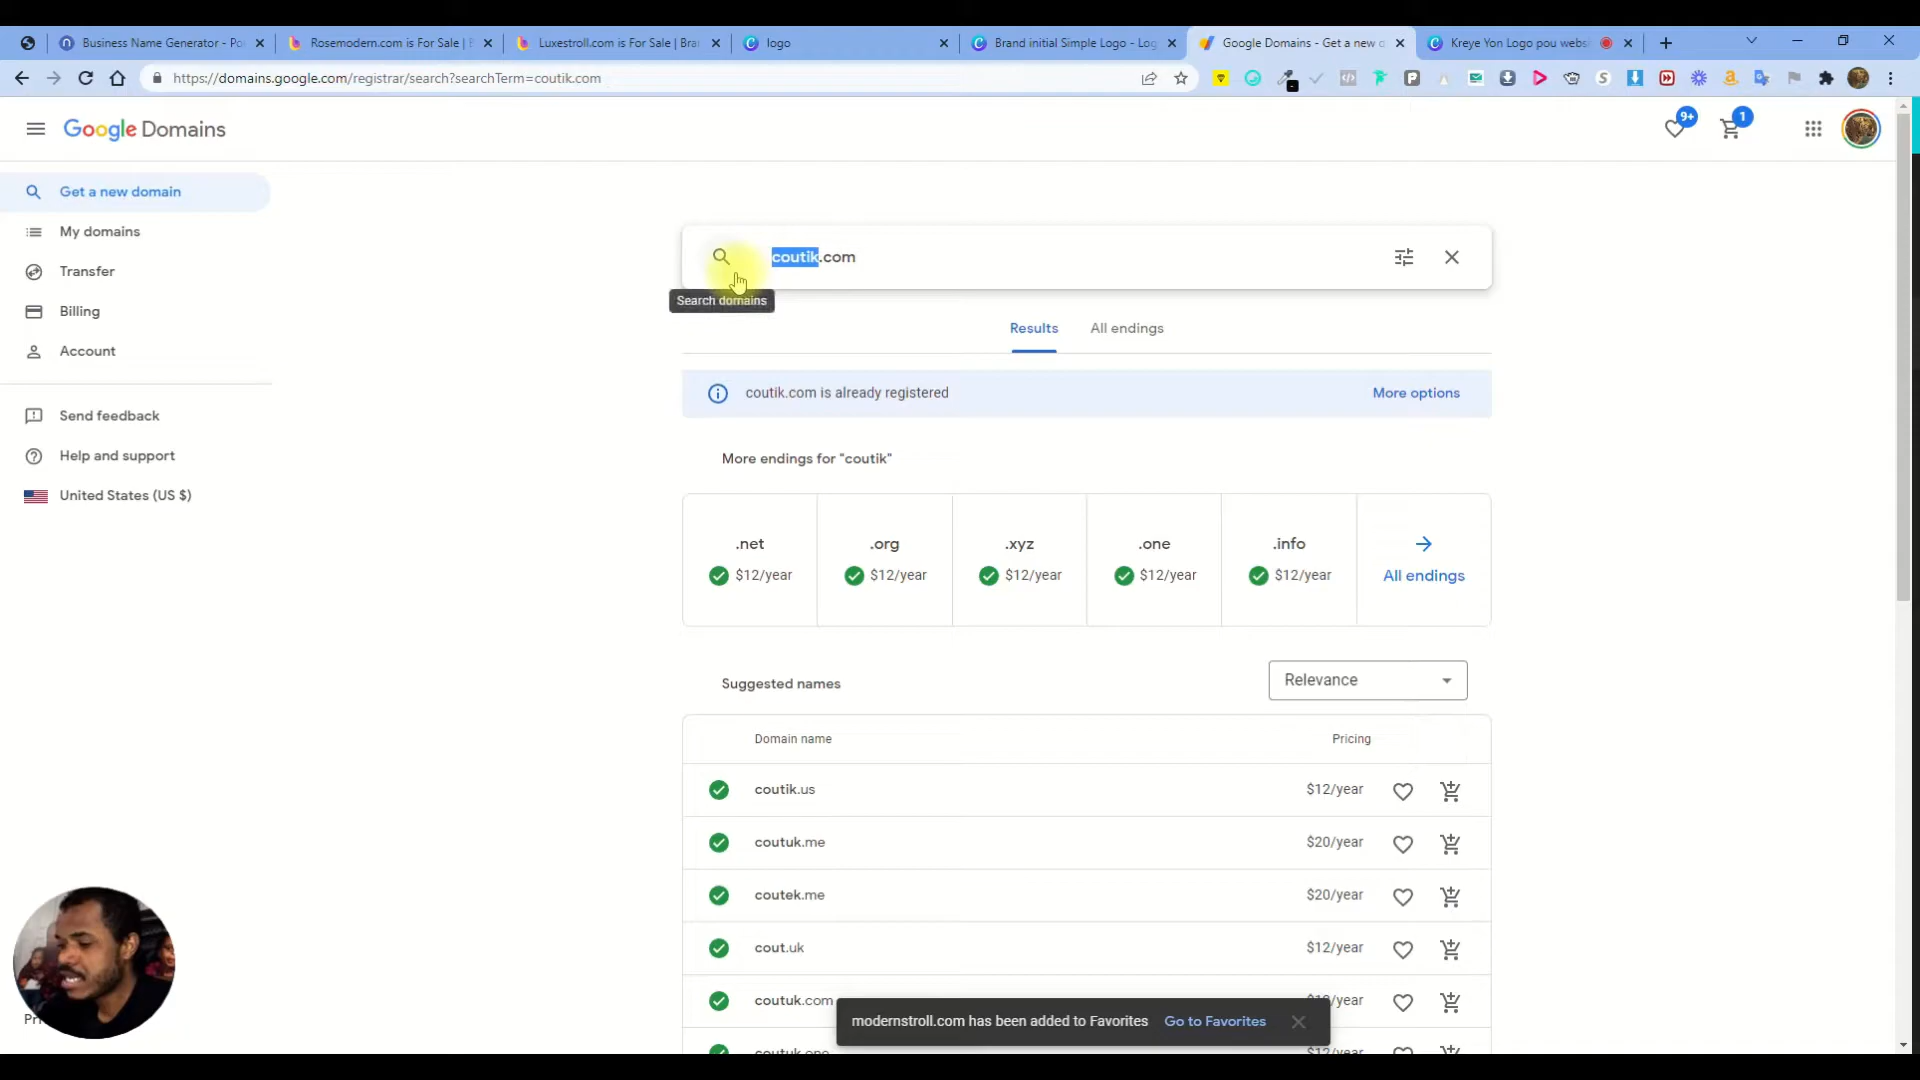 Business Name Generator - Po
Rosemodern.com is For Sale |
Luxestroll.com is For Sale | Bra
logo
Brand initial Simple Logo - Log
Google Domains - Get a new d
Kreye Yon Logo pou webs
https://domains.google.com/registrar/search?searchTerm=coutik.com
Google Domains
9+
1
Get a new domain
My domains
Transfer
Billing
Account
Send feedback
Help and support
United States (US $)
coutik.com
Search domains
Results
All endings
coutik.com is already registered
More options
More endings for "coutik"
.net
$12/year
.org
$12/year
.xyz
$12/year
.one
$12/year
.info
$12/year
All endings
Suggested names
Relevance
Domain name
Pricing
coutik.us
$12/year
coutuk.me
$20/year
coutek.me
$20/year
cout.uk
$12/year
coutuk.com
/year
modernstroll.com has been added to Favorites
Go to Favorites
coutuk.one
$12/year